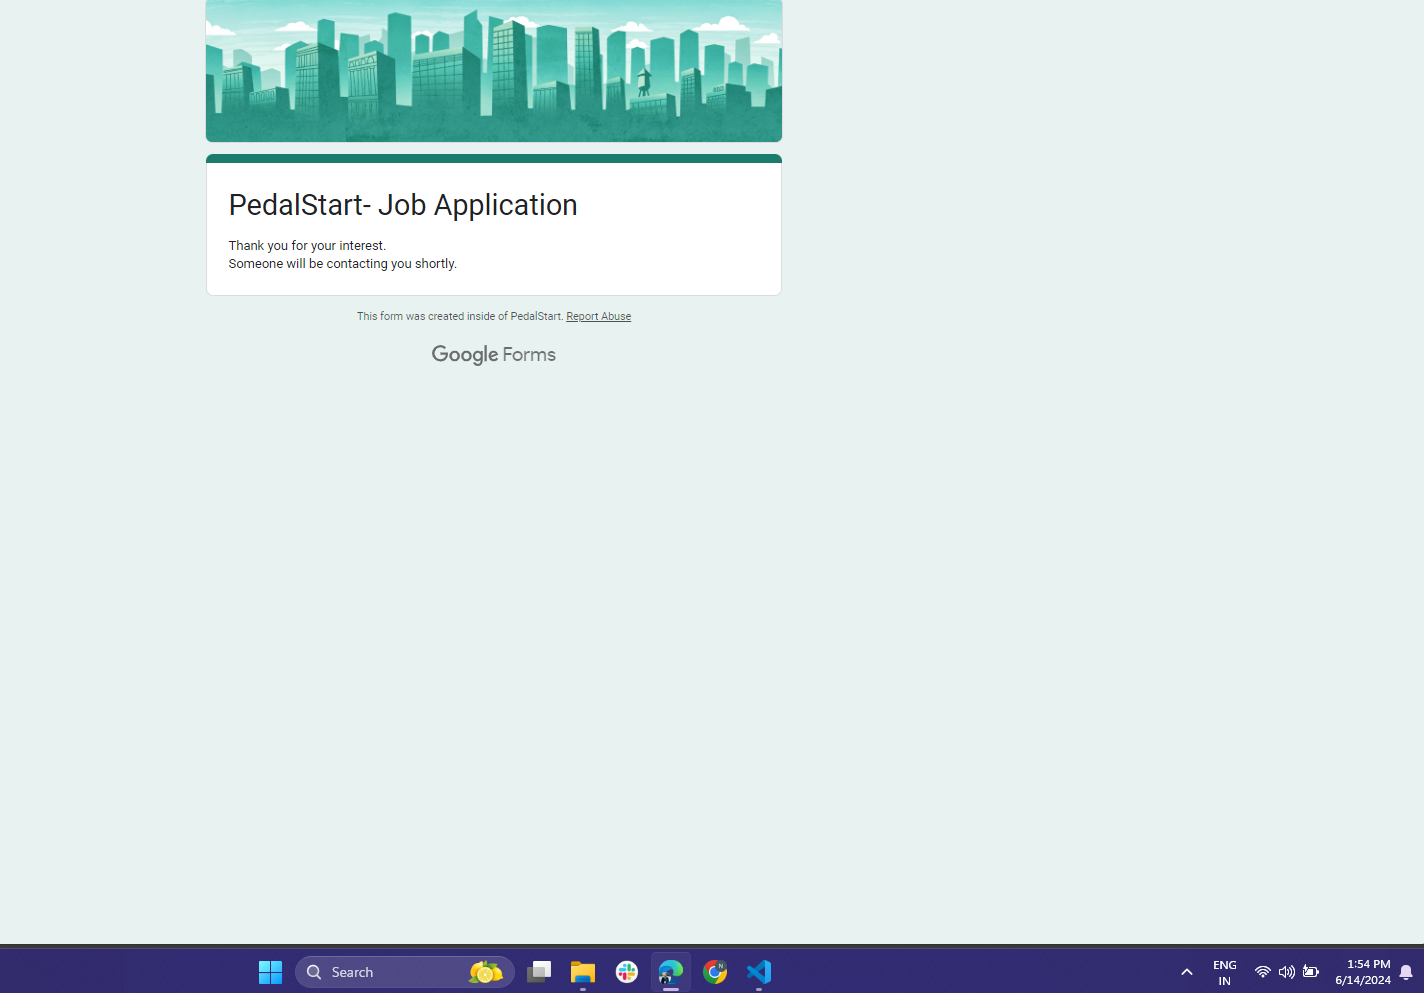 PedalStart- Job Application
Thank you for your interest.
Someone will be contacting you shortly.
This form was created inside of PedalStart. Report Abuse
Google Forms
Search
N
ENG
IN
1:54 PM
6/14/2024